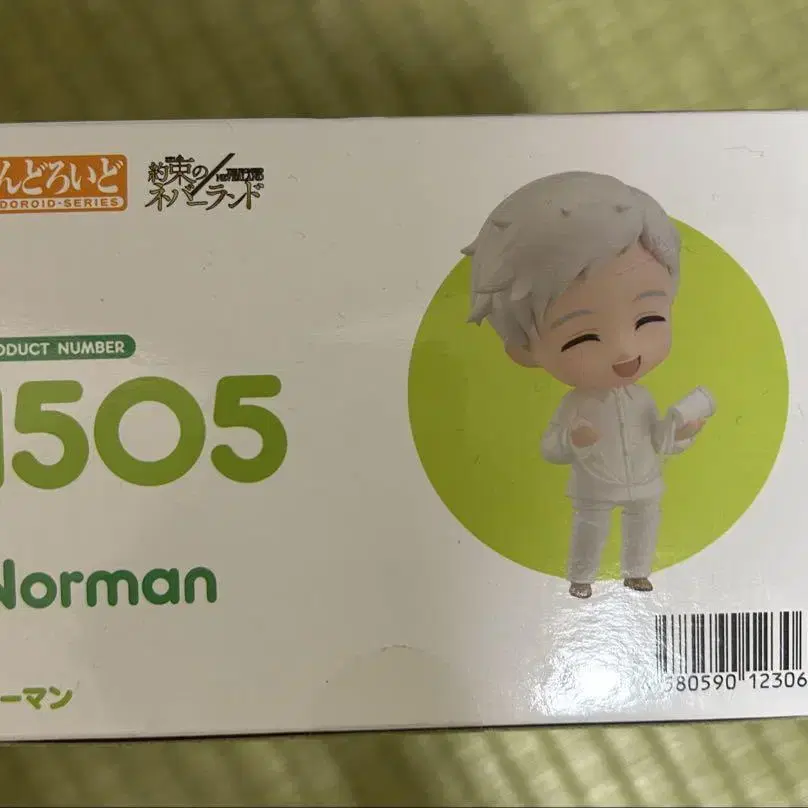 んどろいど
DOROID-SERIES
約束の
ネバーランド
ODUCT NUMBER
1505
Norman
ーマン
580590 12306